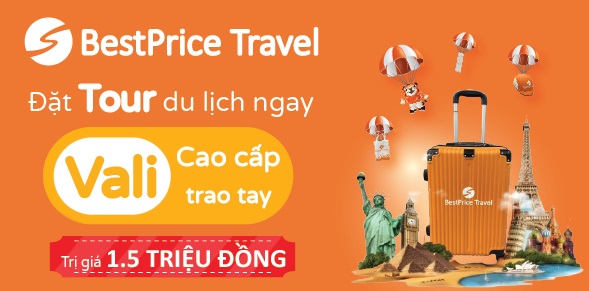 BestPrice Travel
Đặt Tour du lịch ngay
Vali
Cao cấp
trao tay
Trị giá 1.5 TRIỆU ĐỒNG
BestPrice Travel